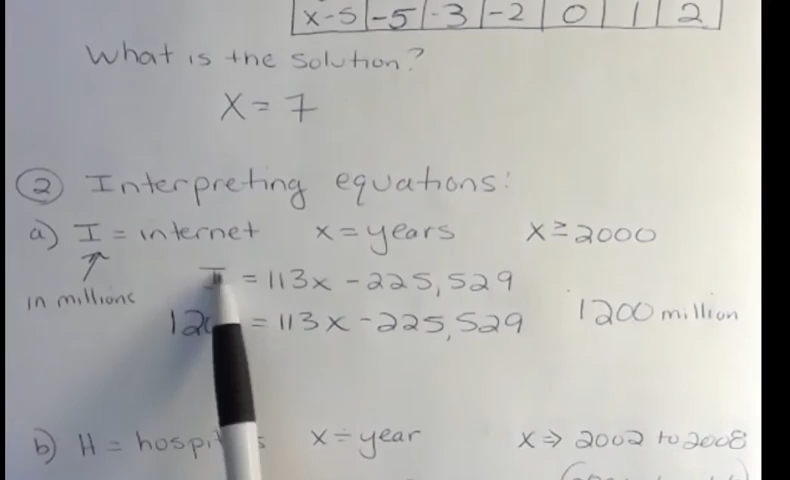 x-5 -5 -3 -2 0 1 2
What is the solution?
X = 7
② Interpreting equations:
a) I = internet x = years x ≥ 2000
in millions
I = 113x - 225,529
= 113x - 225,529 1200 million
b) H = x = year x ⇒ 2002 to 2008